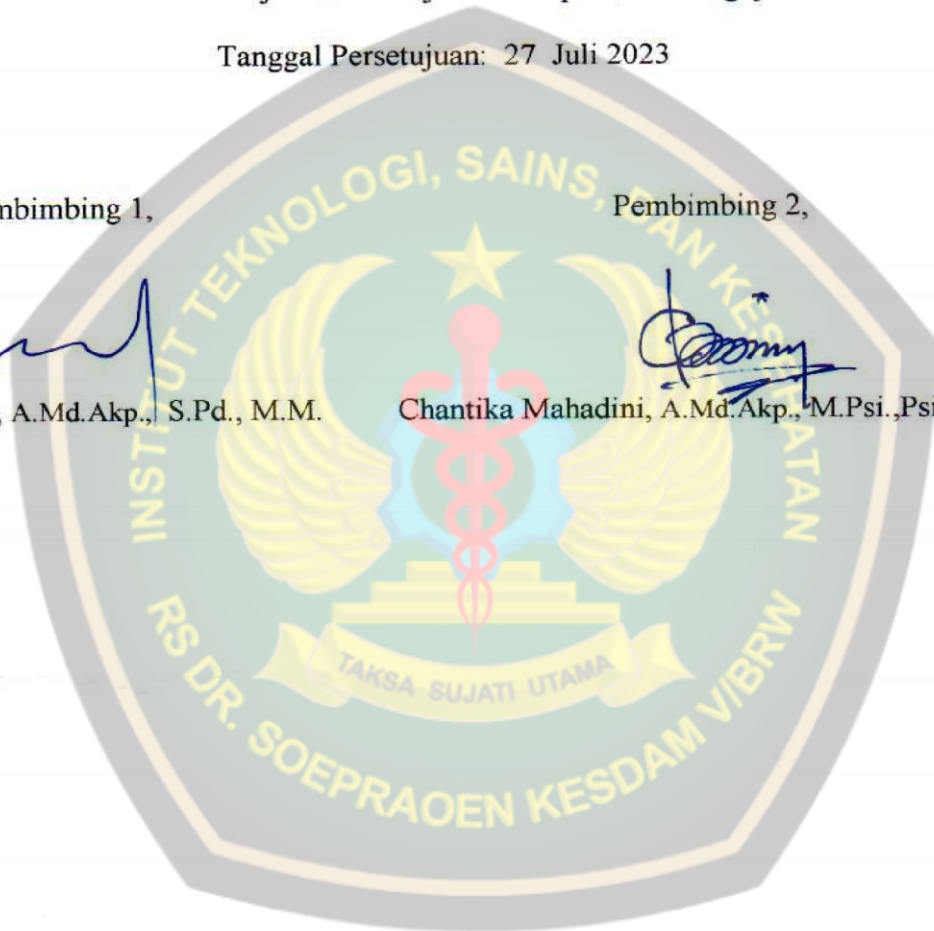 Tanggal Persetujuan: 27 Juli 2023
mbimbing 1,
Pembimbing 2,
, A.Md.Akp., S.Pd., M.M.
Chantika Mahadini, A.Md.Akp., M.Psi.,Psi
INSTITUT TEKNOLOGI, SAINS, DAN KESEHATAN
TAKSA SUJATI UTAMA
RS DR. SOEPRAOEN KESDAM V/BRW